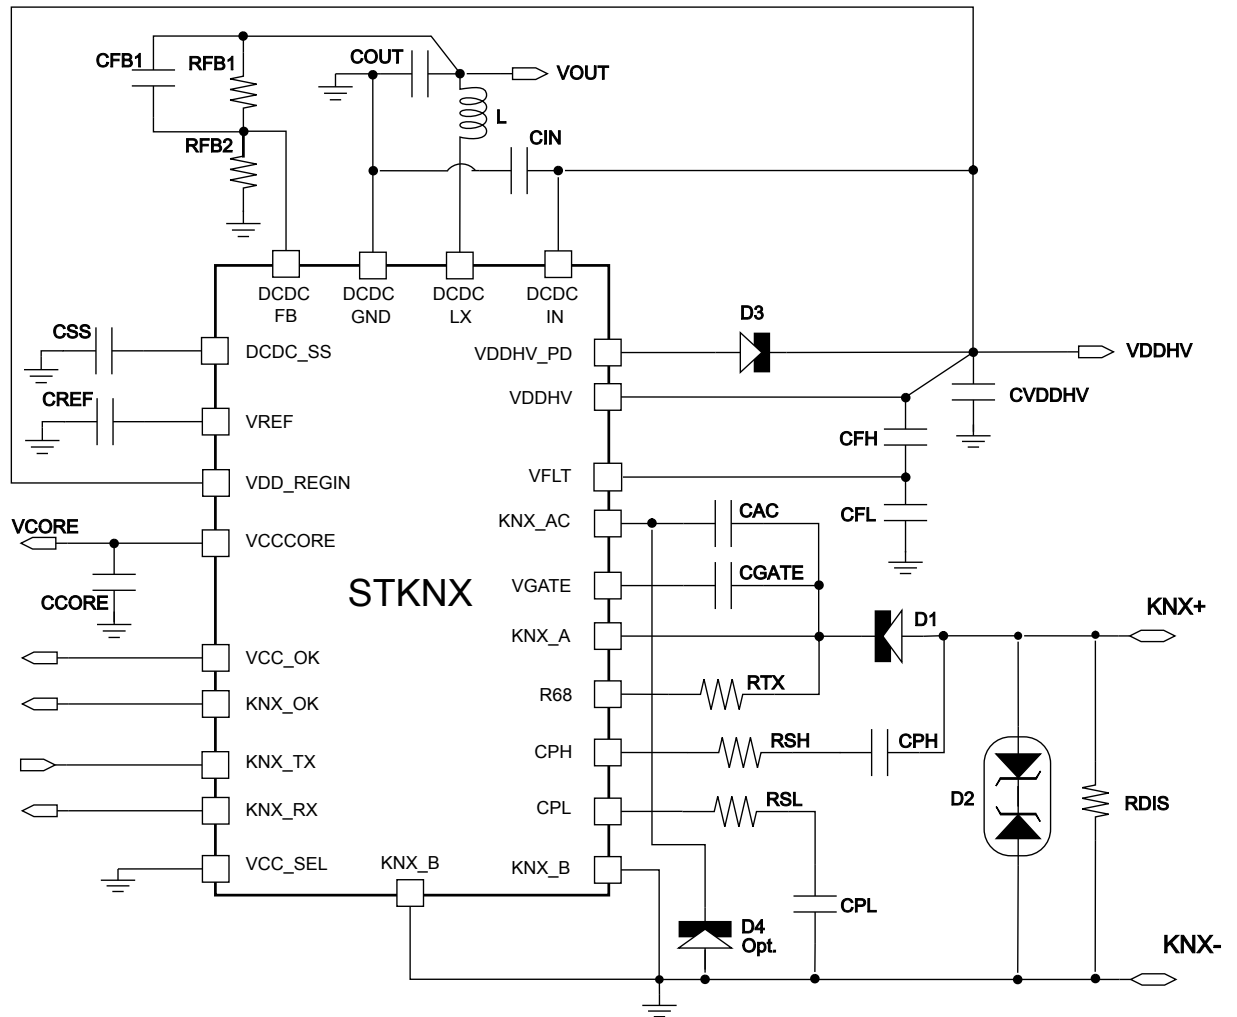 CFB1
RFB1
COUT
VOUT
L
CIN
RFB2
DCDC
FB
DCDC
GND
DCDC
LX
DCDC
IN
CSS
DCDC_SS
D3
VDDHV_PD
VDDHV
CREF
VREF
VDDHV
CVDDHV
CFH
VDD_REGIN
VFLT
CFL
VCORE
VCCCORE
KNX_AC
CAC
CCORE
STKNX
VGATE
CGATE
KNX_A
D1
KNX+
VCC_OK
R68
RTX
KNX_OK
CPH
RSH
CPH
KNX_TX
D2
RDIS
KNX_RX
CPL
RSL
VCC_SEL
KNX_B
KNX_B
CPL
D4
Opt.
KNX-